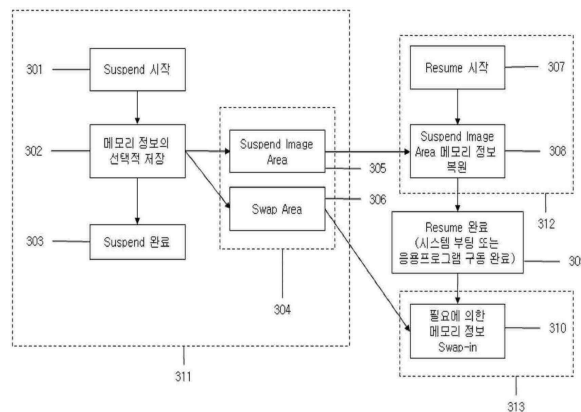 301
Suspend 시작
302
메모리 정보의
선택적 저장
303
Suspend 완료
Suspend Image
Area
305
306
Swap Area
304
311
Resume 시작
307
Suspend Image
Area 메모리 정보
복원
308
312
Resume 완료
(시스템 부팅 또는
응용프로그램 구동 완료)
30
필요에 의한
메모리 정보
Swap-in
310
313